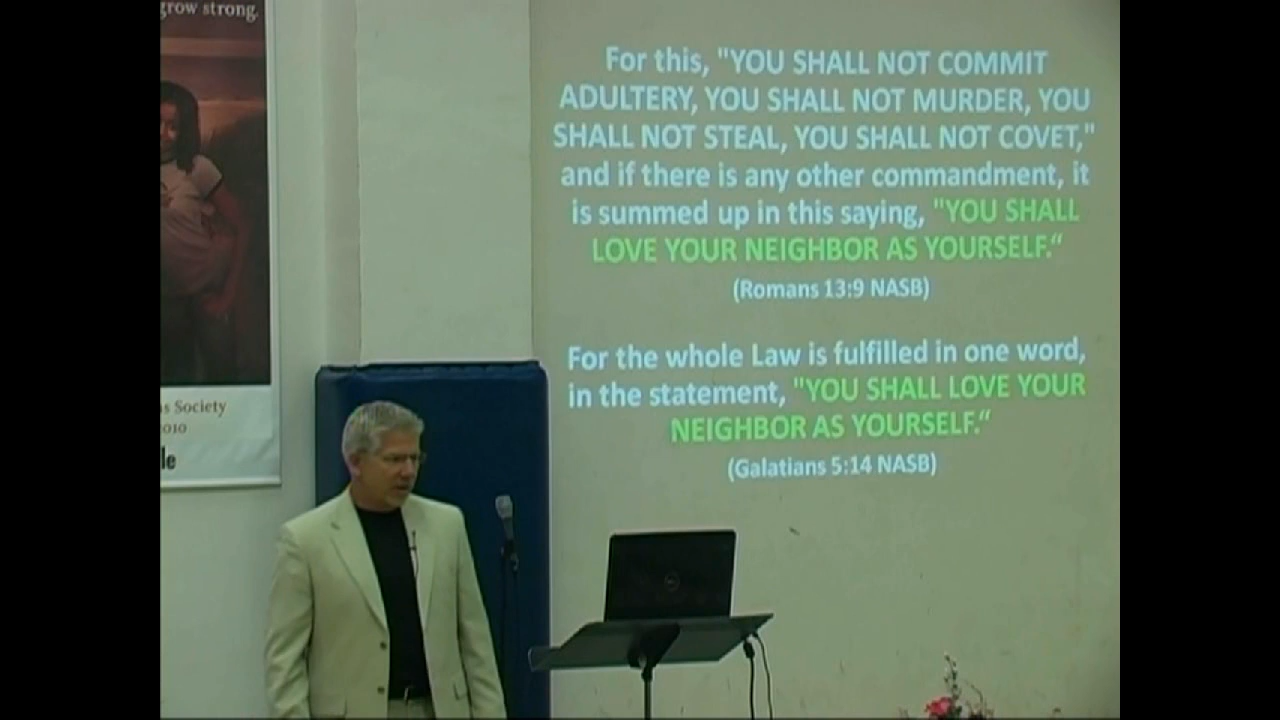 grow strong.
For this, "YOU SHALL NOT COMMIT
ADULTERY, YOU SHALL NOT MURDER, YOU
SHALL NOT STEAL, YOU SHALL NOT COVET,"
and if there is any other commandment, it
is summed up in this saying, "YOU SHALL
LOVE YOUR NEIGHBOR AS YOURSELF.“
(Romans 13:9 NASB)
For the whole Law is fulfilled in one word,
in the statement, "YOU SHALL LOVE YOUR
NEIGHBOR AS YOURSELF.“
(Galatians 5:14 NASB)
Society
2010